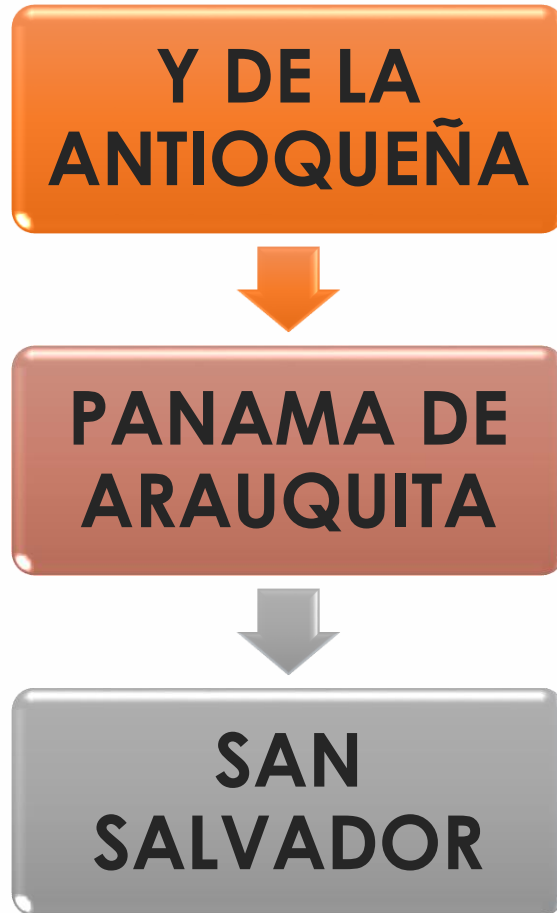 Y DE LA
ANTIOQUEÑA
PANAMA DE
ARAUQUITA
SAN
SALVADOR